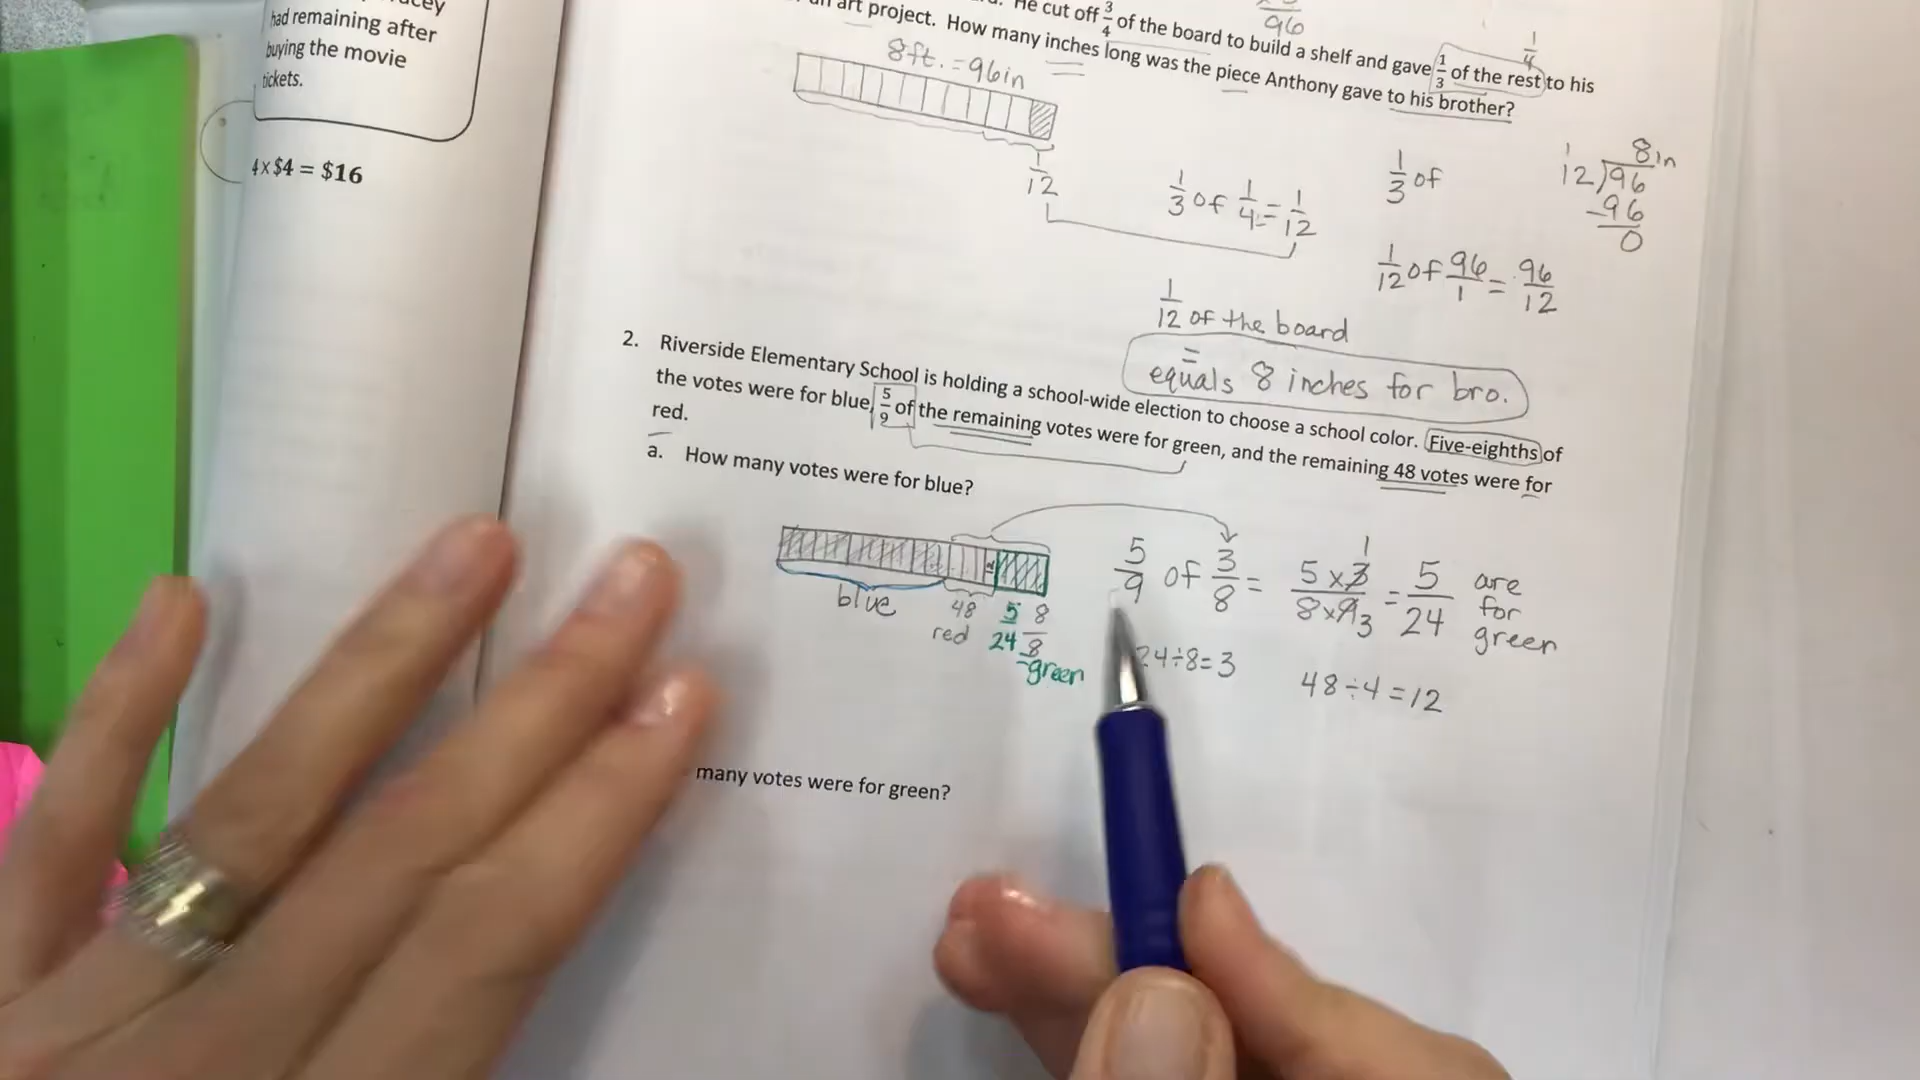 had remaining after
buying the movie
tickets.
4 x $4 = $16
He cut off 3/4 of the board to build a shelf and gave 1/3 of the rest to his
art project. How many inches long was the piece Anthony gave to his brother?
96
1/4
8ft. = 96in
1/12
1/3 of 1/4 = 1/12
1/3 of
1
8in
12)96
-96
0
1/12 of 96/1 = 96/12
1/12 of the board
=
equals 8 inches for bro.
2. Riverside Elementary School is holding a school-wide election to choose a school color. Five-eighths of
the votes were for blue, 5/9 of the remaining votes were for green, and the remaining 48 votes were for
red.
a. How many votes were for blue?
12
blue
48
red
5/24
8/8
-green
5/9 of 3/8 = 5x3/8x9 = 5/24 are for green
1
3
24÷8=3
48÷4=12
many votes were for green?